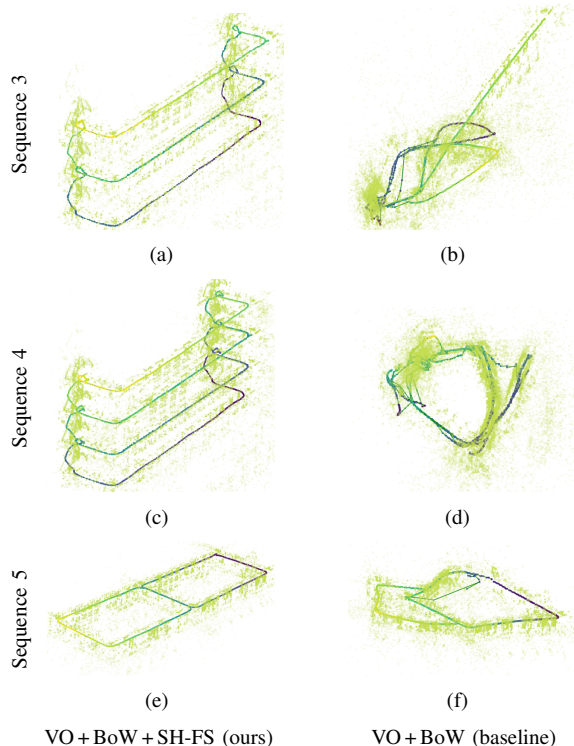 Sequence 3
(a)
(b)
Sequence 4
(c)
(d)
Sequence 5
(e)
(f)
VO + BoW + SH-FS (ours)
VO + BoW (baseline)